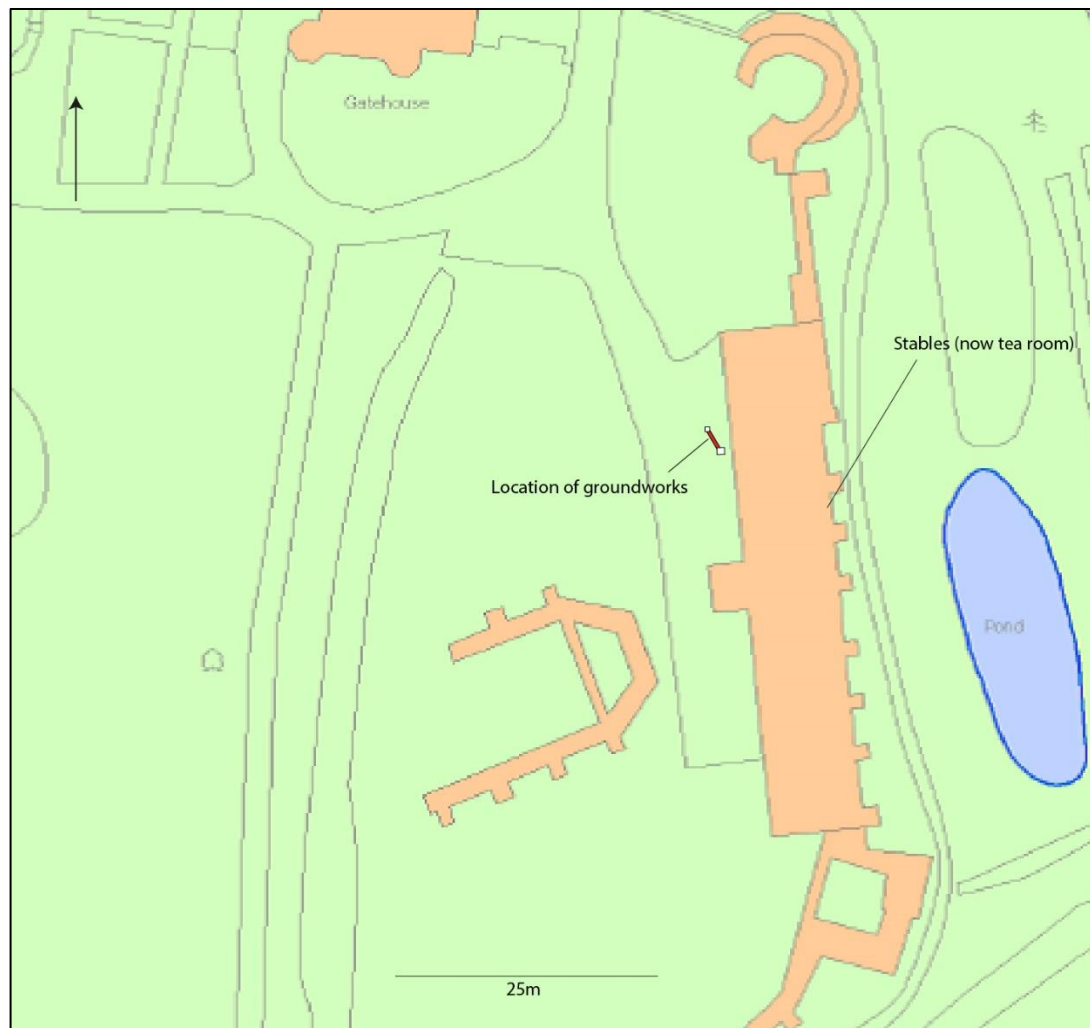 Gatehouse
Stables (now tea room)
Location of groundworks
Pond
25m